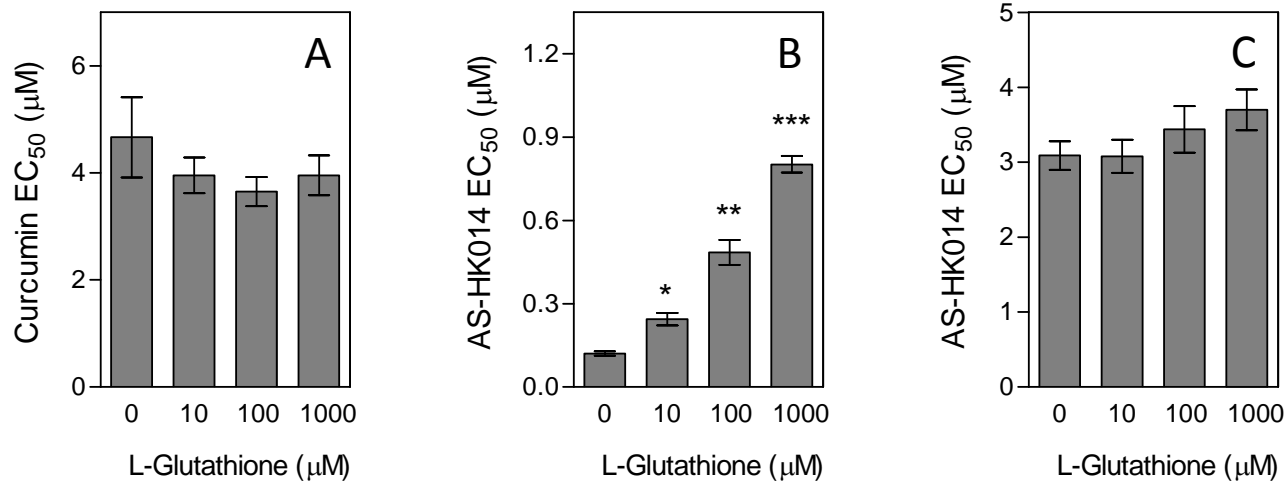 A
Curcumin EC50 (μM)
6
4
2
0
0 10 100 1000
L-Glutathione (μM)
B
AS-HK014 EC50 (μM)
1.2
0.9
0.6
0.3
0.0
*
**
***
0 10 100 1000
L-Glutathione (μM)
C
AS-HK014 EC50 (μM)
5
4
3
2
1
0
0 10 100 1000
L-Glutathione (μM)